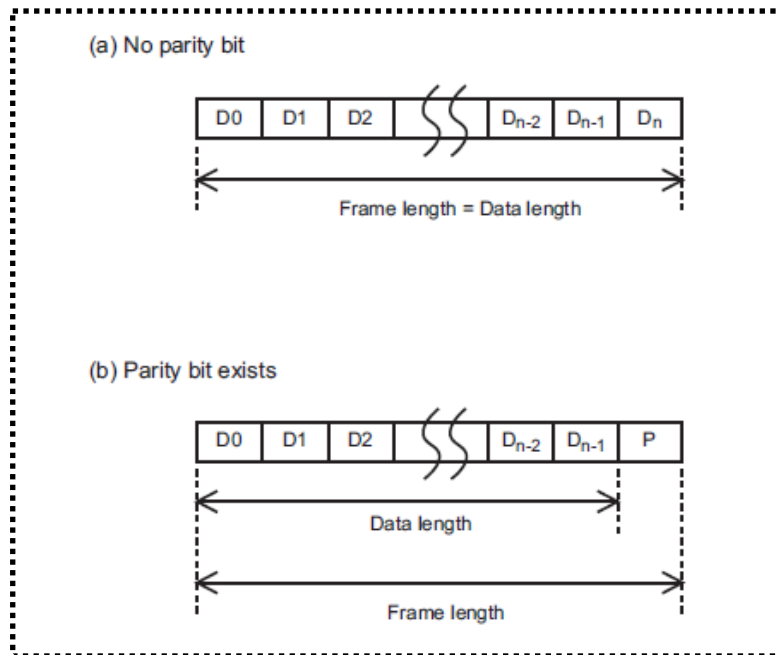 (a) No parity bit
D0 D1 D2 Dn-2 Dn-1 Dn
Frame length = Data length
(b) Parity bit exists
D0 D1 D2 Dn-2 Dn-1 P
Data length
Frame length